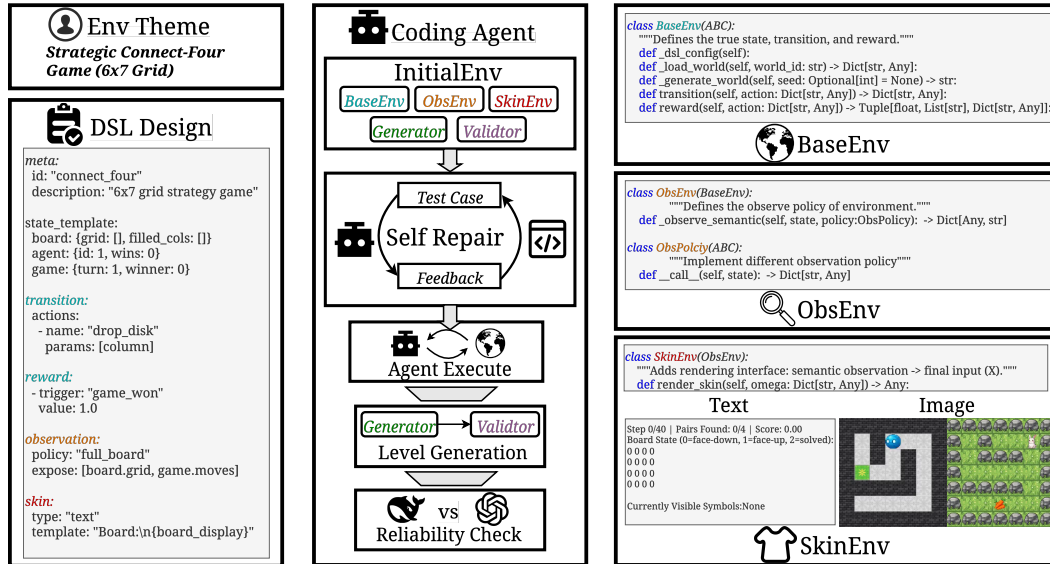 Env Theme
Strategic Connect-Four
Game (6x7 Grid)
DSL Design
meta:
id: "connect_four"
description: "6x7 grid strategy game"
state_template:
board: {grid: [], filled_cols: []}
agent: {id: 1, wins: 0}
game: {turn: 1, winner: 0}
transition:
actions:
- name: "drop_disk"
params: [column]
reward:
- trigger: "game_won"
value: 1.0
observation:
policy: "full_board"
expose: [board.grid, game.moves]
skin:
type: "text"
template: "Board:\n{board_display}"
Coding Agent
InitialEnv
BaseEnv
ObsEnv
SkinEnv
Generator
Validtor
Test Case
Self Repair
Feedback
Agent Execute
Generator
Validtor
Level Generation
vs
Reliability Check
class BaseEnv(ABC):
"""Defines the true state, transition, and reward."""
def _dsl_config(self):
def _load_world(self, world_id: str) -> Dict[str, Any]:
def _generate_world(self, seed: Optional[int] = None) -> str:
def transition(self, action: Dict[str, Any]) -> Dict[str, Any]:
def reward(self, action: Dict[str, Any]) -> Tuple[float, List[str], Dict[str, Any]]:
BaseEnv
class ObsEnv(BaseEnv):
"""Defines the observe policy of environment."""
def _observe_semantic(self, state, policy:ObsPolicy): -> Dict[Any, str]
class ObsPolciy(ABC):
"""Implement different observation policy"""
def __call__(self, state): -> Dict[str, Any]
ObsEnv
class SkinEnv(ObsEnv):
"""Adds rendering interface: semantic observation -> final input (X)."""
def render_skin(self, omega: Dict[str, Any]) -> Any:
Text
Image
Step 0/40 | Pairs Found: 0/4 | Score: 0.00
Board State (0=face-down, 1=face-up, 2=solved):
0 0 0 0
0 0 0 0
0 0 0 0
0 0 0 0
Currently Visible Symbols:None
SkinEnv